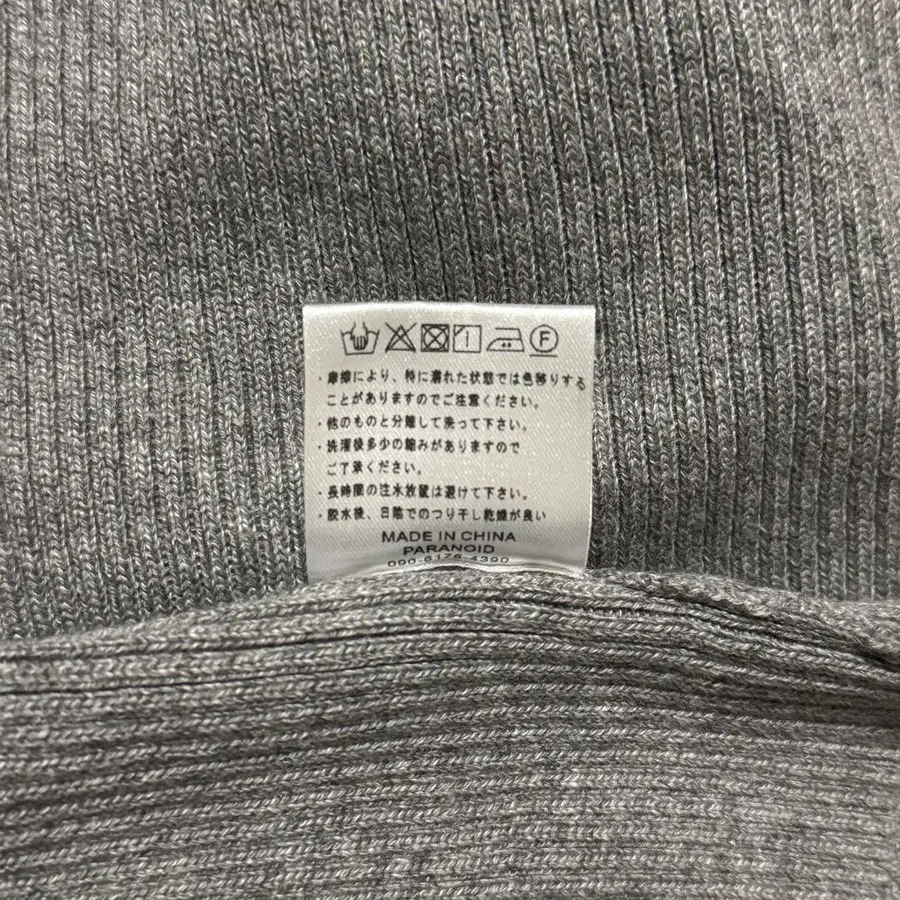 F
・摩擦により、特に濡れた状態では色移りする
ことがありますのでご注意ください。
・他のものと分離して洗って下さい。
・洗濯後多少の縮みがありますので
ご了承ください。
・長時間の注水放置は避けて下さい。
・脱水後、日陰でのつり干し乾燥が良い
MADE IN CHINA
PARANOID
090-6176-4390